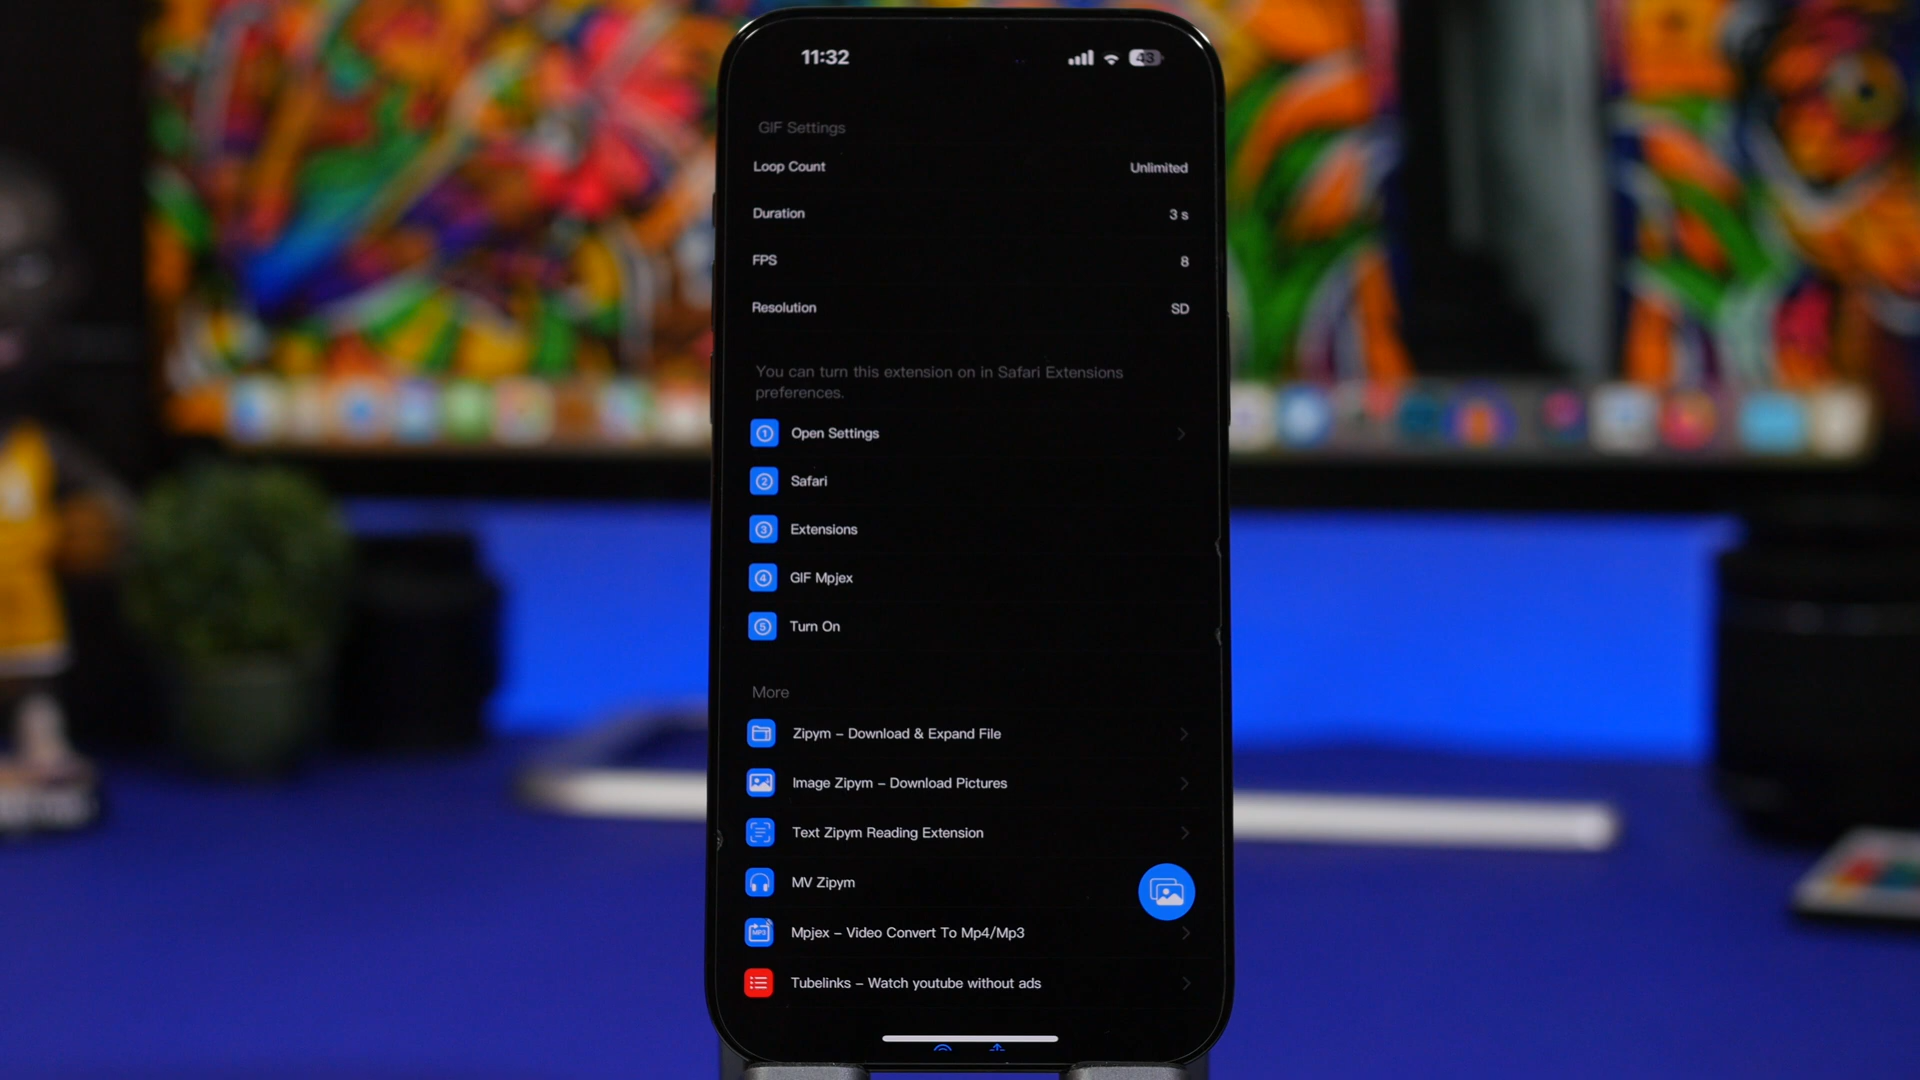 11:32
43
GIF Settings
Loop Count Unlimited
Duration 3 s
FPS 8
Resolution SD
You can turn this extension on in Safari Extensions
preferences.
1 Open Settings
2 Safari
3 Extensions
4 GIF Mpjex
5 Turn On
More
Zipym – Download & Expand File
Image Zipym – Download Pictures
Text Zipym Reading Extension
MV Zipym
MP3 Mpjex – Video Convert To Mp4/Mp3
Tubelinks – Watch youtube without ads